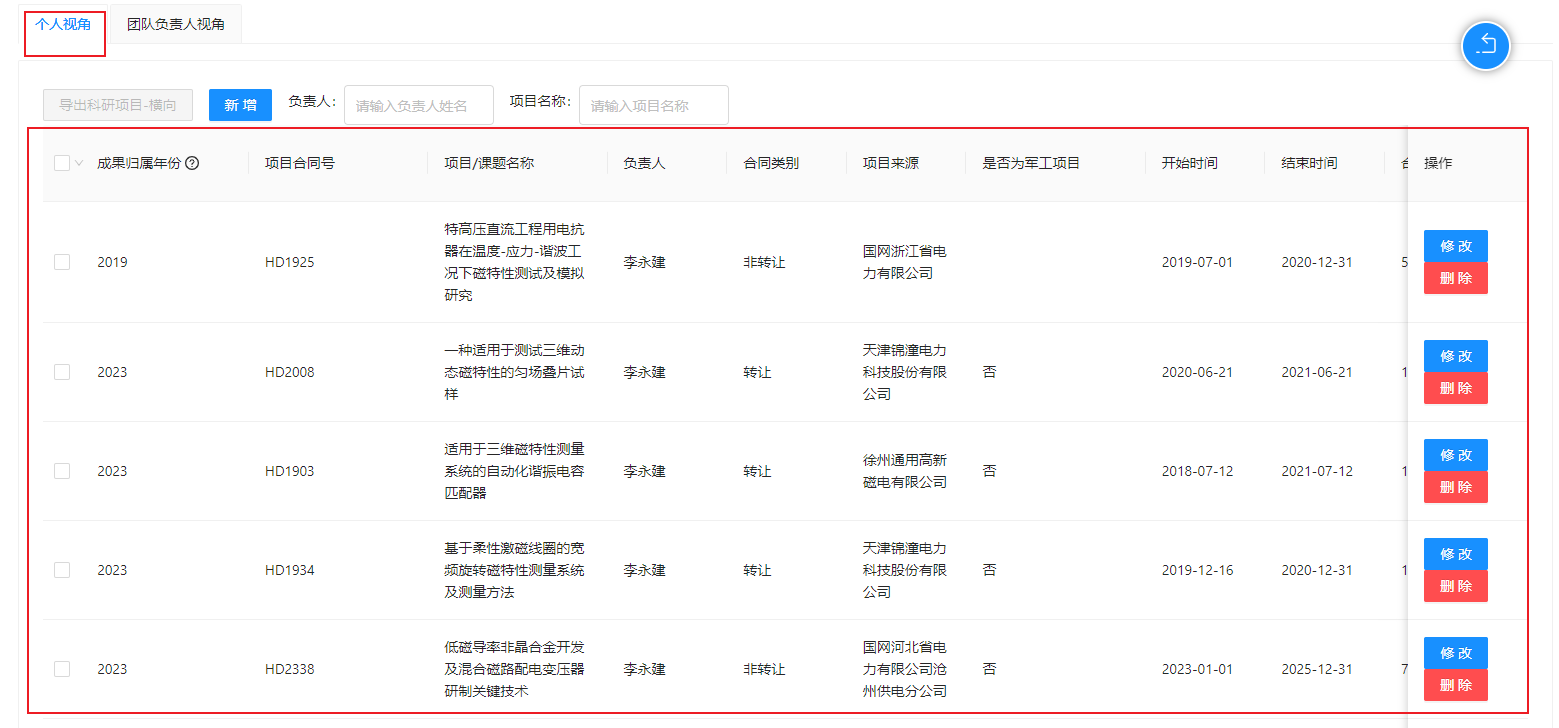 个人视角 团队负责人视角
导出科研项目-横向 新 增 负责人: 请输入负责人姓名 项目名称: 请输入项目名称
成果归属年份 项目合同号 项目/课题名称 负责人 合同类别 项目来源 是否为军工项目 开始时间 结束时间 操作
特高压直流工程用电抗
器在温度-应力-谐波工
况下磁特性测试及模拟
研究
2019 HD1925 李永建 非转让
国网浙江省电
力有限公司
2019-07-01 2020-12-31 5
修 改
删 除
一种适用于测试三维动
态磁特性的匀场叠片试
样
2023 HD2008 李永建 转让
天津锦潼电力
科技股份有限
公司
否 2020-06-21 2021-06-21 1
修 改
删 除
适用于三维磁特性测量
系统的自动化谐振电容
匹配器
2023 HD1903 李永建 转让
徐州通用高新
磁电有限公司
否 2018-07-12 2021-07-12 1
修 改
删 除
基于柔性激磁线圈的宽
频旋转磁特性测量系统
及测量方法
2023 HD1934 李永建 转让
天津锦潼电力
科技股份有限
公司
否 2019-12-16 2020-12-31 1
修 改
删 除
低磁导率非晶合金开发
及混合磁路配电变压器
研制关键技术
2023 HD2338 李永建 非转让
国网河北省电
力有限公司沧
州供电分公司
否 2023-01-01 2025-12-31 7
修 改
删 除